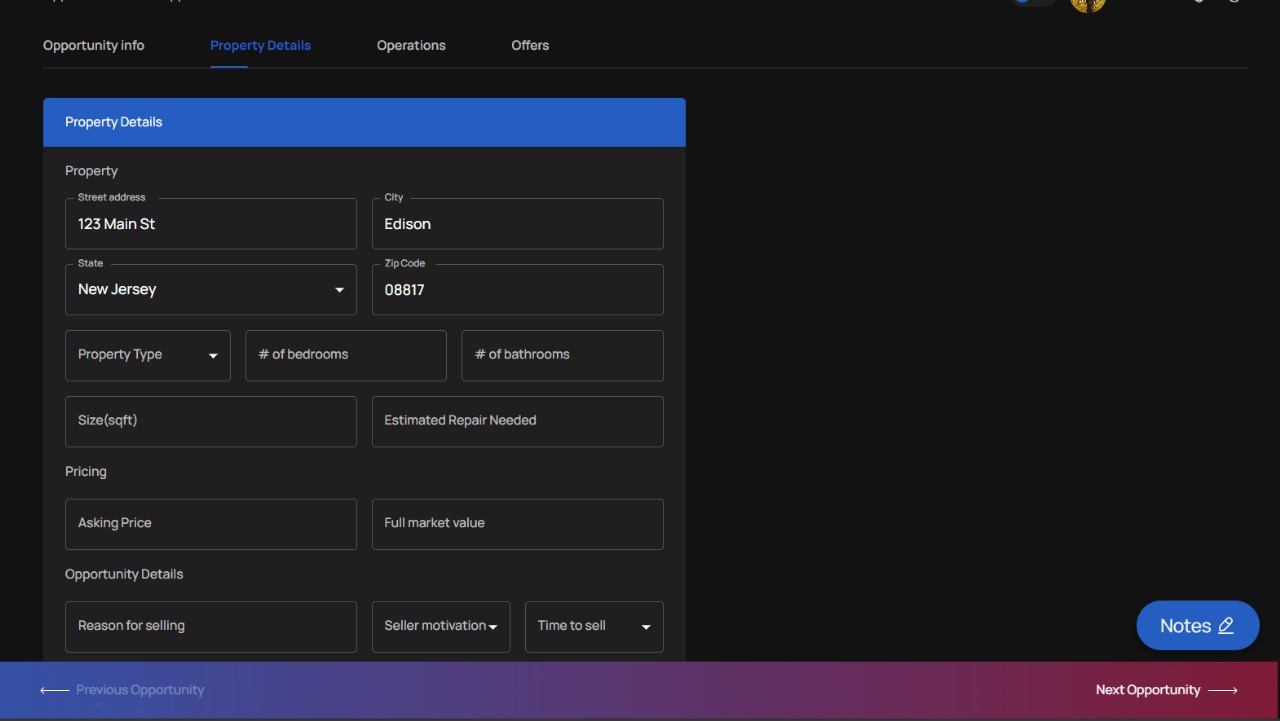 Opportunity info Property Details Operations Offers
Property Details
Property
Street address City
123 Main St Edison
State Zip Code
New Jersey 08817
Property Type # of bedrooms # of bathrooms
Size(sqft) Estimated Repair Needed
Pricing
Asking Price Full market value
Opportunity Details
Reason for selling Seller motivation Time to sell
Notes
Previous Opportunity Next Opportunity